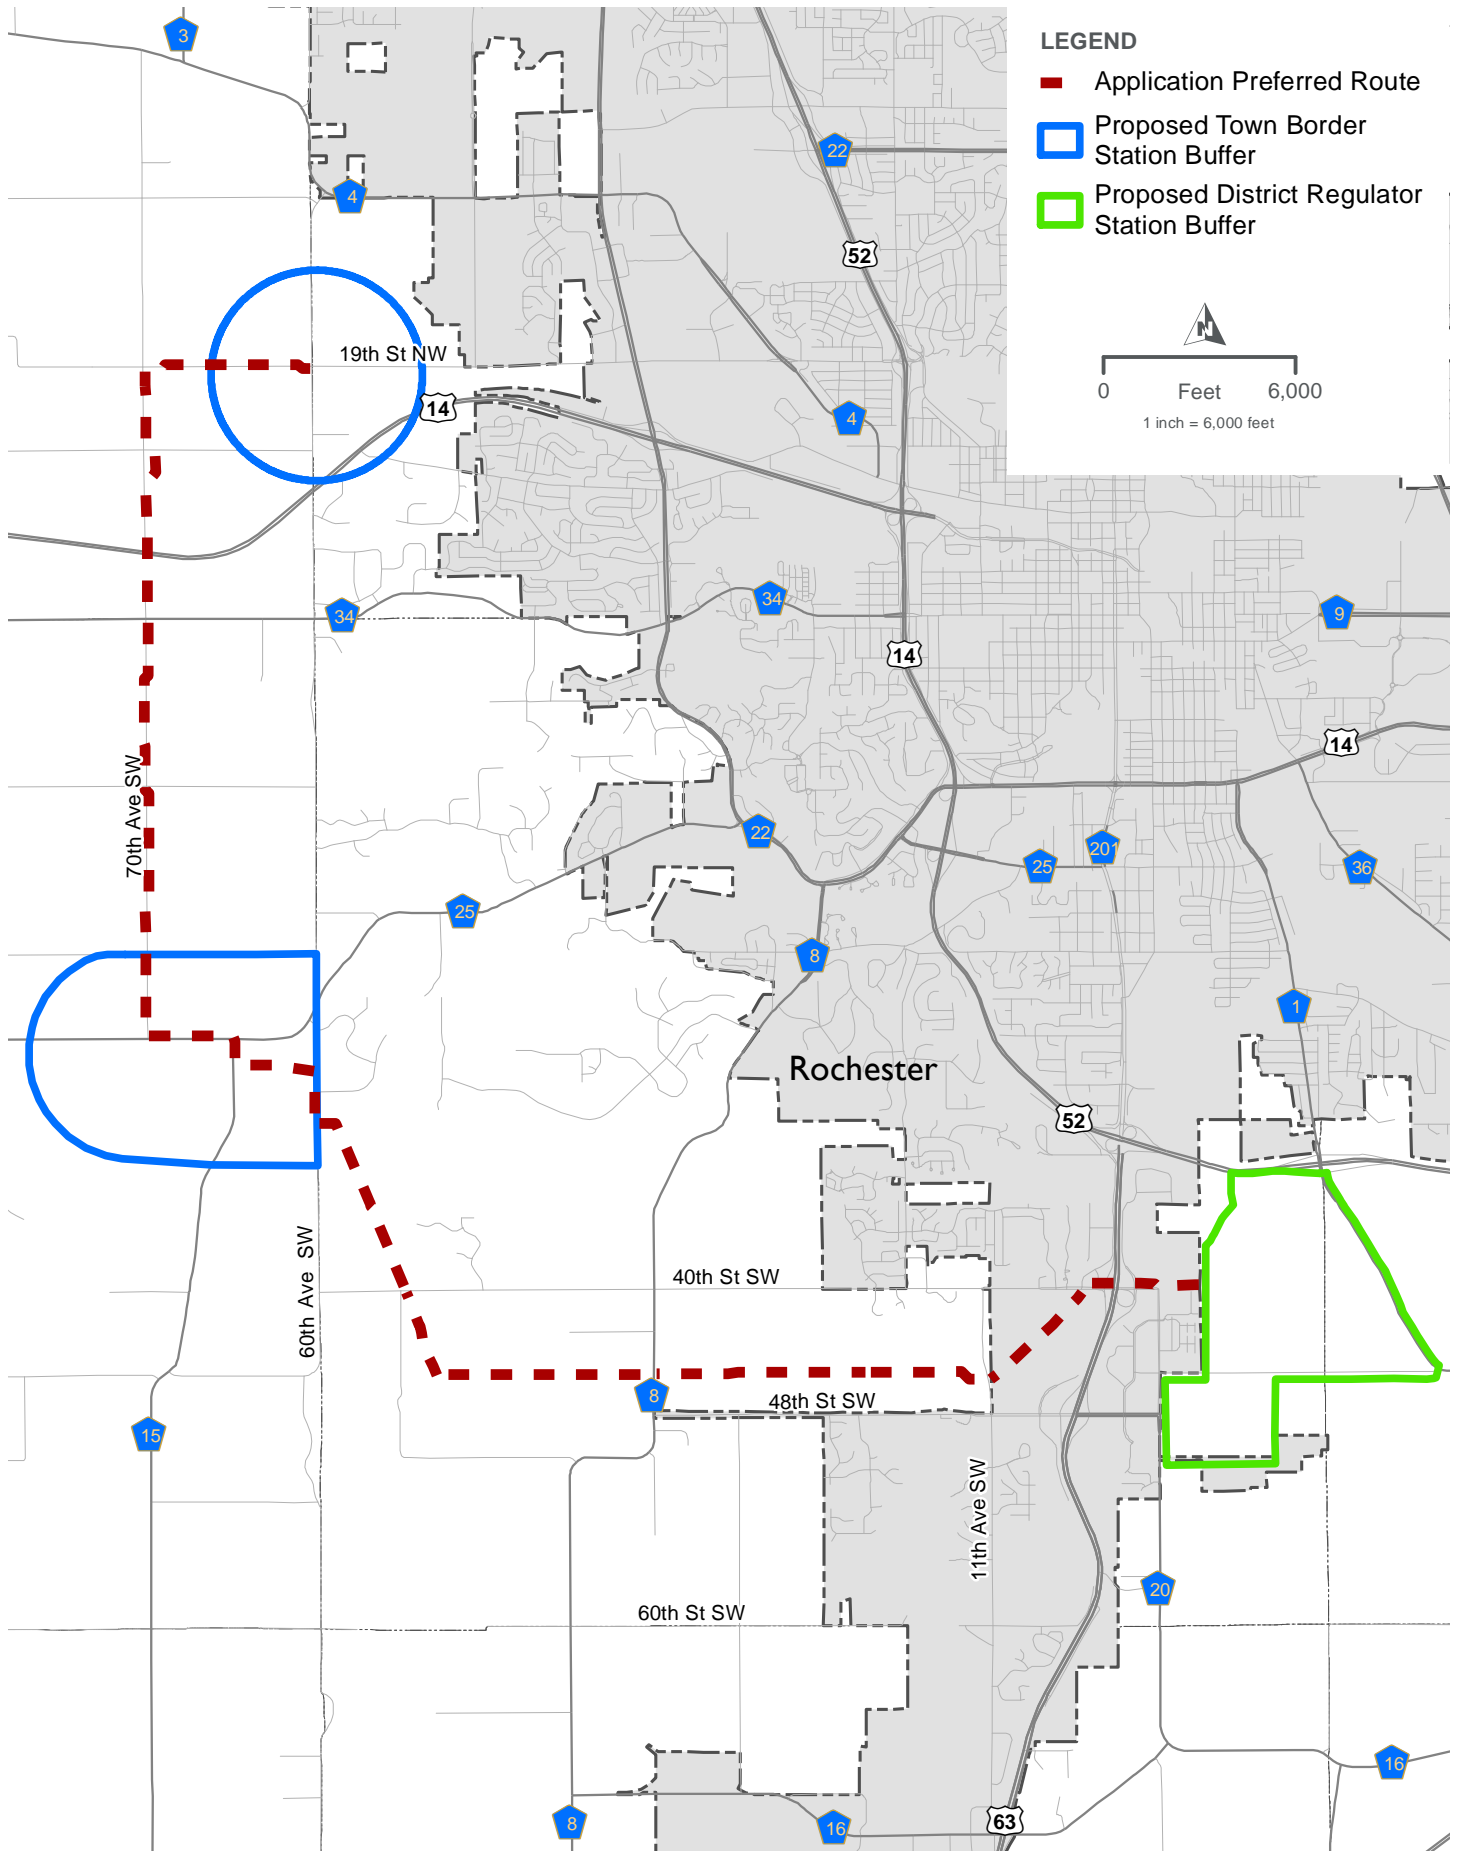 LEGEND
Application Preferred Route
Proposed Town Border
Station Buffer
Proposed District Regulator
Station Buffer
N
0 Feet 6,000
1 inch = 6,000 feet
3
22
4
52
19th St NW
14
4
34
34
9
14
14
70th Ave SW
22
25
201
36
25
8
1
Rochester
52
60th Ave SW
40th St SW
8
48th St SW
15
11th Ave SW
20
60th St SW
16
8
16
63